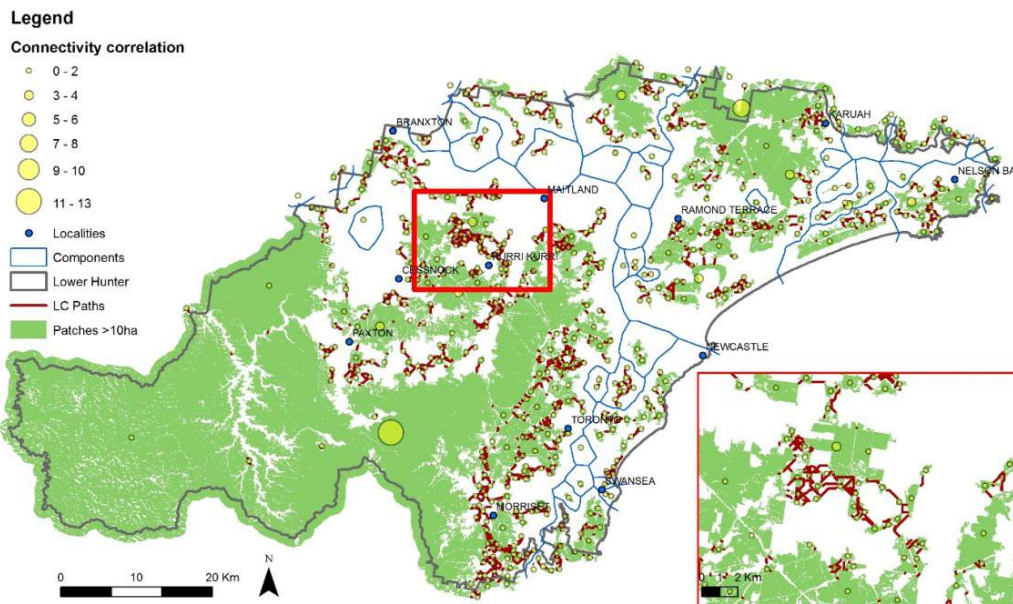 Legend
Connectivity correlation
0 - 2
3 - 4
5 - 6
7 - 8
9 - 10
11 - 13
Localities
Components
Lower Hunter
LC Paths
Patches >10ha
BRANXTON
KARUAH
NELSON BA
MAITLAND
RAMOND TERRACE
KURRI KURRI
CESSNOCK
PAXTON
NEWCASTLE
TORONTO
SWANSEA
MORRISET
N
0 10 20 Km
0 1 2 Km